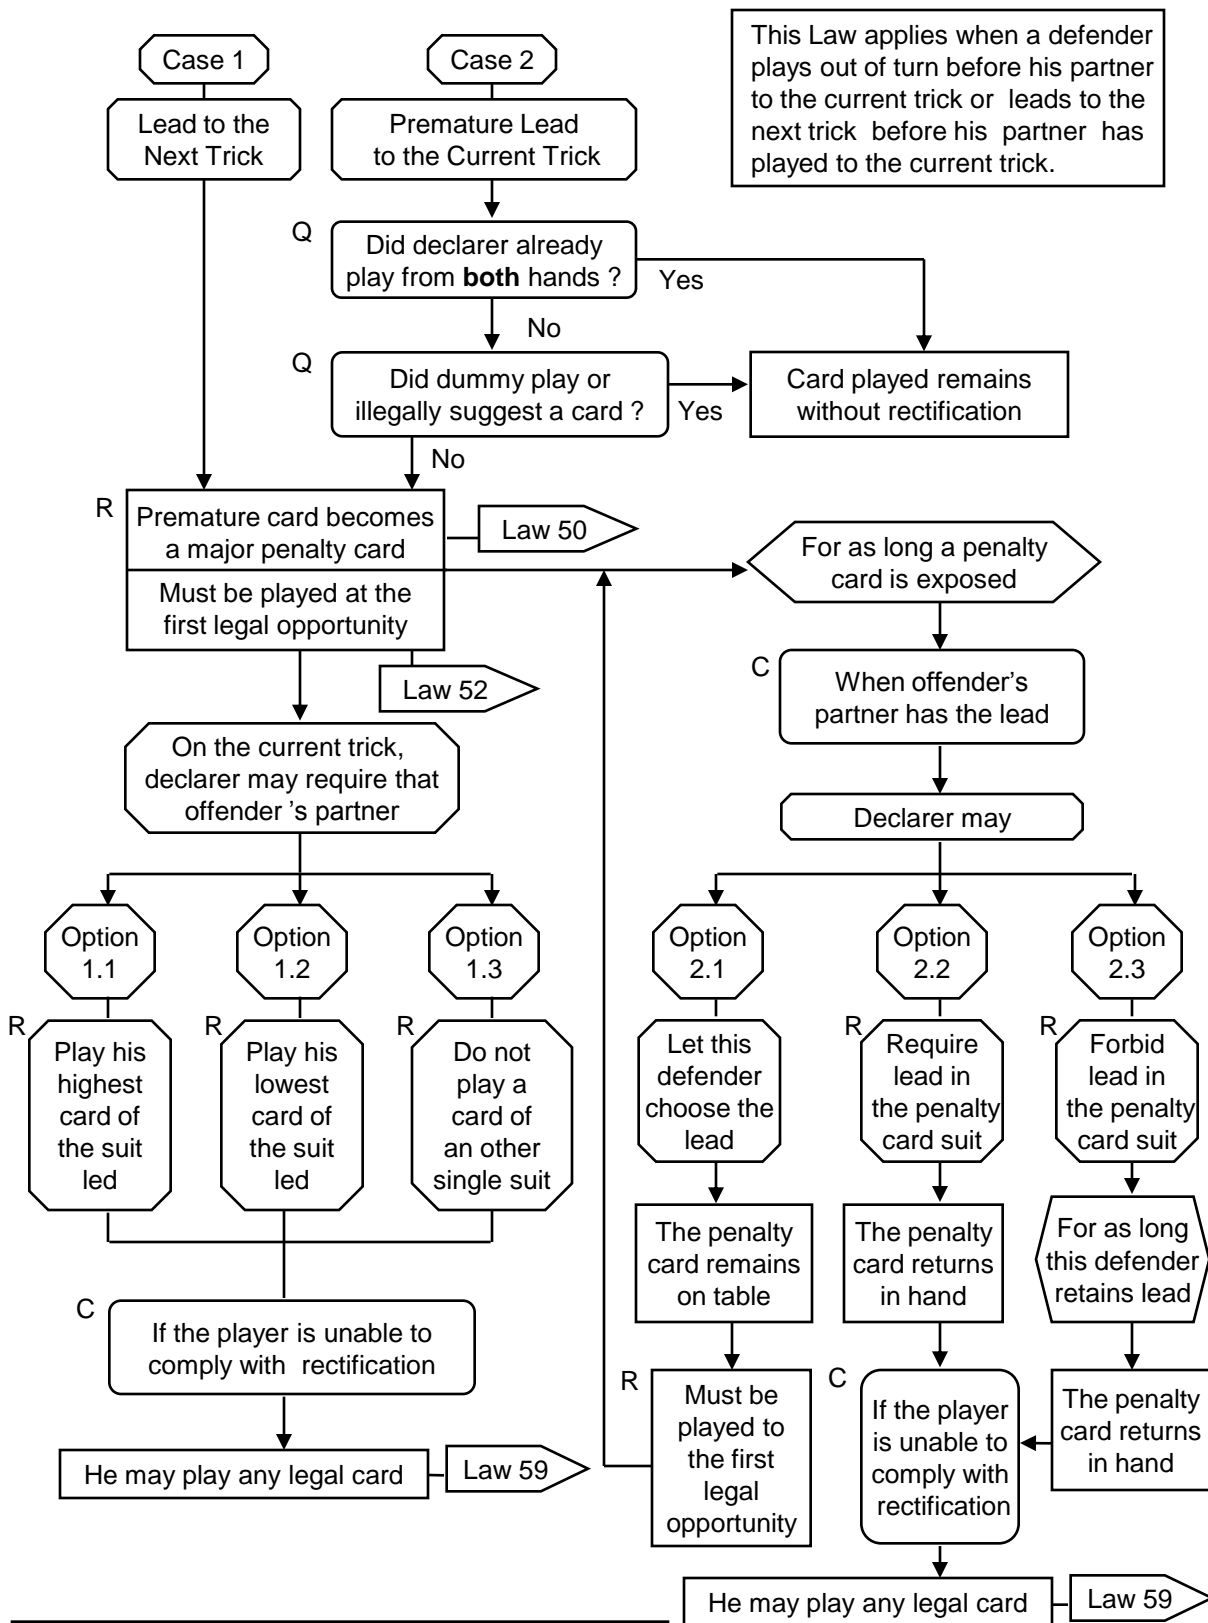 Case 1
Case 2
This Law applies when a defender
plays out of turn before his partner
to the current trick or leads to the
next trick before his partner has
played to the current trick.
Lead to the
Next Trick
Premature Lead
to the Current Trick
Q
Did declarer already
play from both hands ?
Yes
No
Q
Did dummy play or
illegally suggest a card ?
Yes
Card played remains
without rectification
No
R
Premature card becomes
a major penalty card
Law 50
Must be played at the
first legal opportunity
Law 52
For as long a penalty
card is exposed
C
When offender's
partner has the lead
On the current trick,
declarer may require that
offender 's partner
Declarer may
Option
1.1
Option
1.2
Option
1.3
Option
2.1
Option
2.2
Option
2.3
R
Play his
highest
card of
the suit
led
R
Play his
lowest
card of
the suit
led
R
Do not
play a
card of
an other
single suit
Let this
defender
choose the
lead
R
Require
lead in
the penalty
card suit
R
Forbid
lead in
the penalty
card suit
The penalty
card remains
on table
The penalty
card returns
in hand
For as long
this defender
retains lead
C
If the player is unable to
comply with rectification
R
Must be
played to
the first
legal
opportunity
C
If the player
is unable to
comply with
rectification
The penalty
card returns
in hand
He may play any legal card
Law 59
He may play any legal card
Law 59